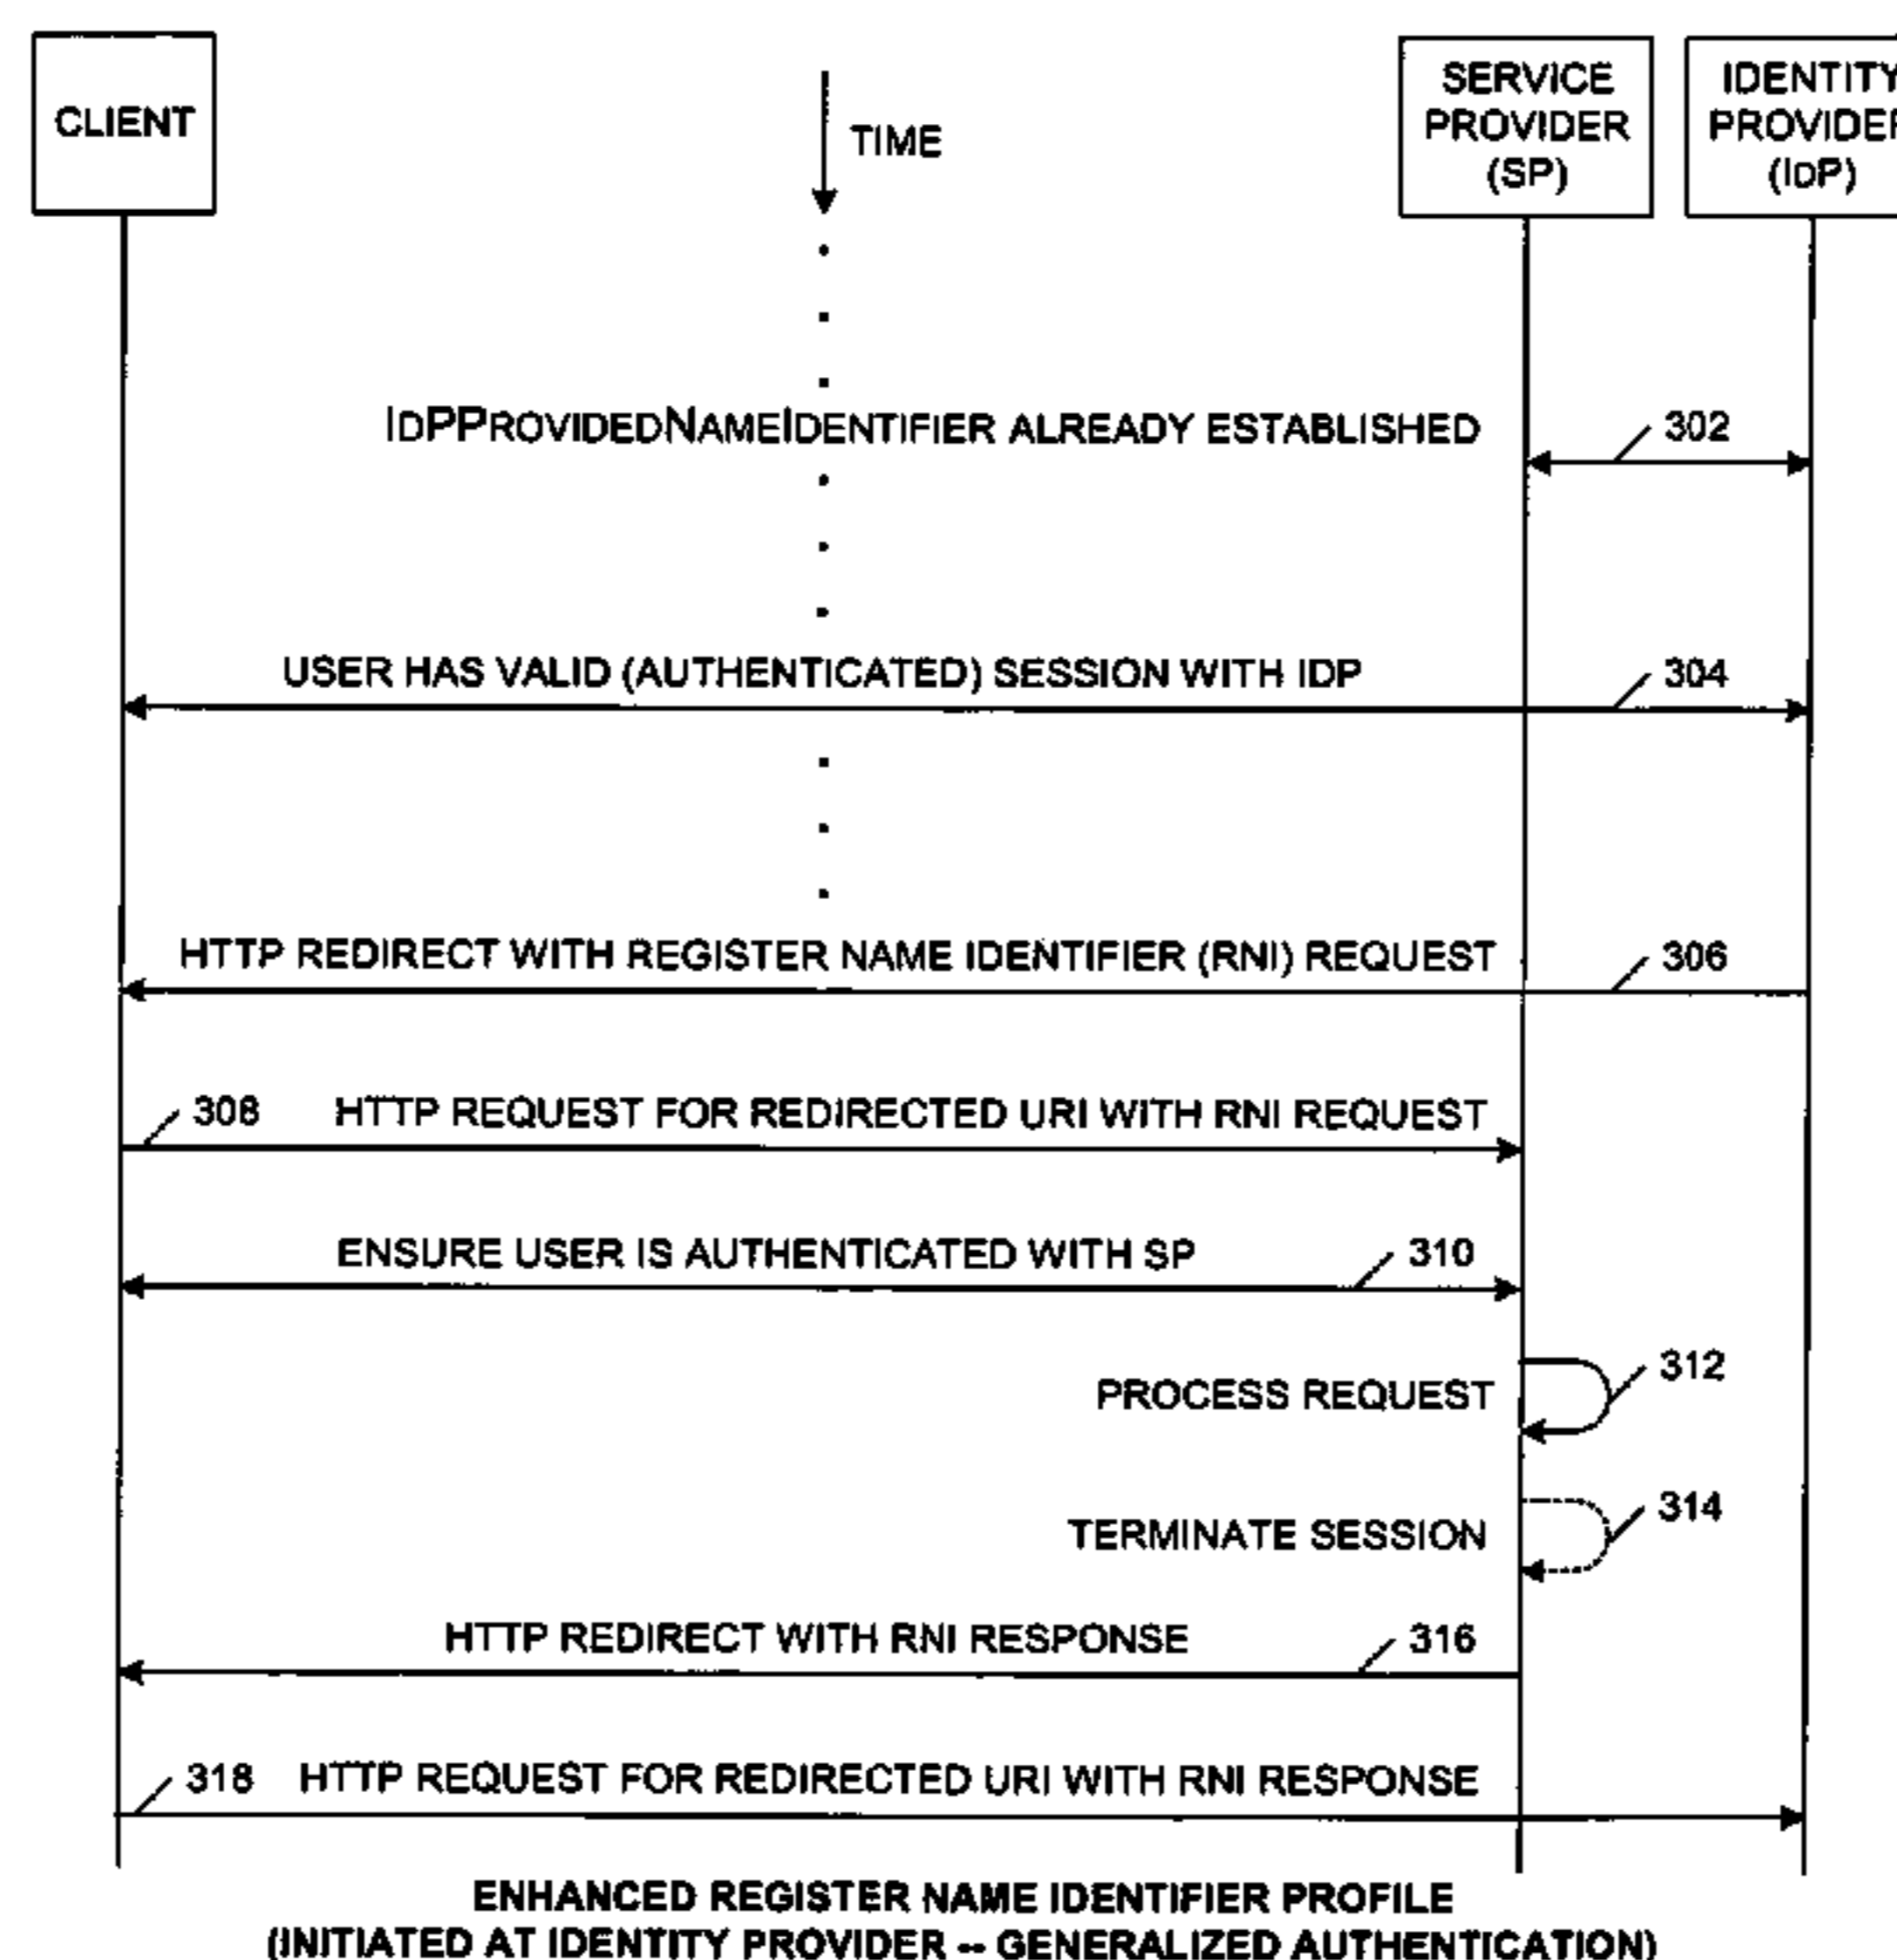 CLIENT
TIME
SERVICE
PROVIDER
(SP)
IDENTITY
PROVIDER
(IDP)
IDPPROVIDEDNAMEIDENTIFIER ALREADY ESTABLISHED
302
USER HAS VALID (AUTHENTICATED) SESSION WITH IDP
304
HTTP REDIRECT WITH REGISTER NAME IDENTIFIER (RNI) REQUEST
306
308
HTTP REQUEST FOR REDIRECTED URI WITH RNI REQUEST
ENSURE USER IS AUTHENTICATED WITH SP
310
PROCESS REQUEST
312
TERMINATE SESSION
314
HTTP REDIRECT WITH RNI RESPONSE
316
318
HTTP REQUEST FOR REDIRECTED URI WITH RNI RESPONSE
ENHANCED REGISTER NAME IDENTIFIER PROFILE
(INITIATED AT IDENTITY PROVIDER -- GENERALIZED AUTHENTICATION)